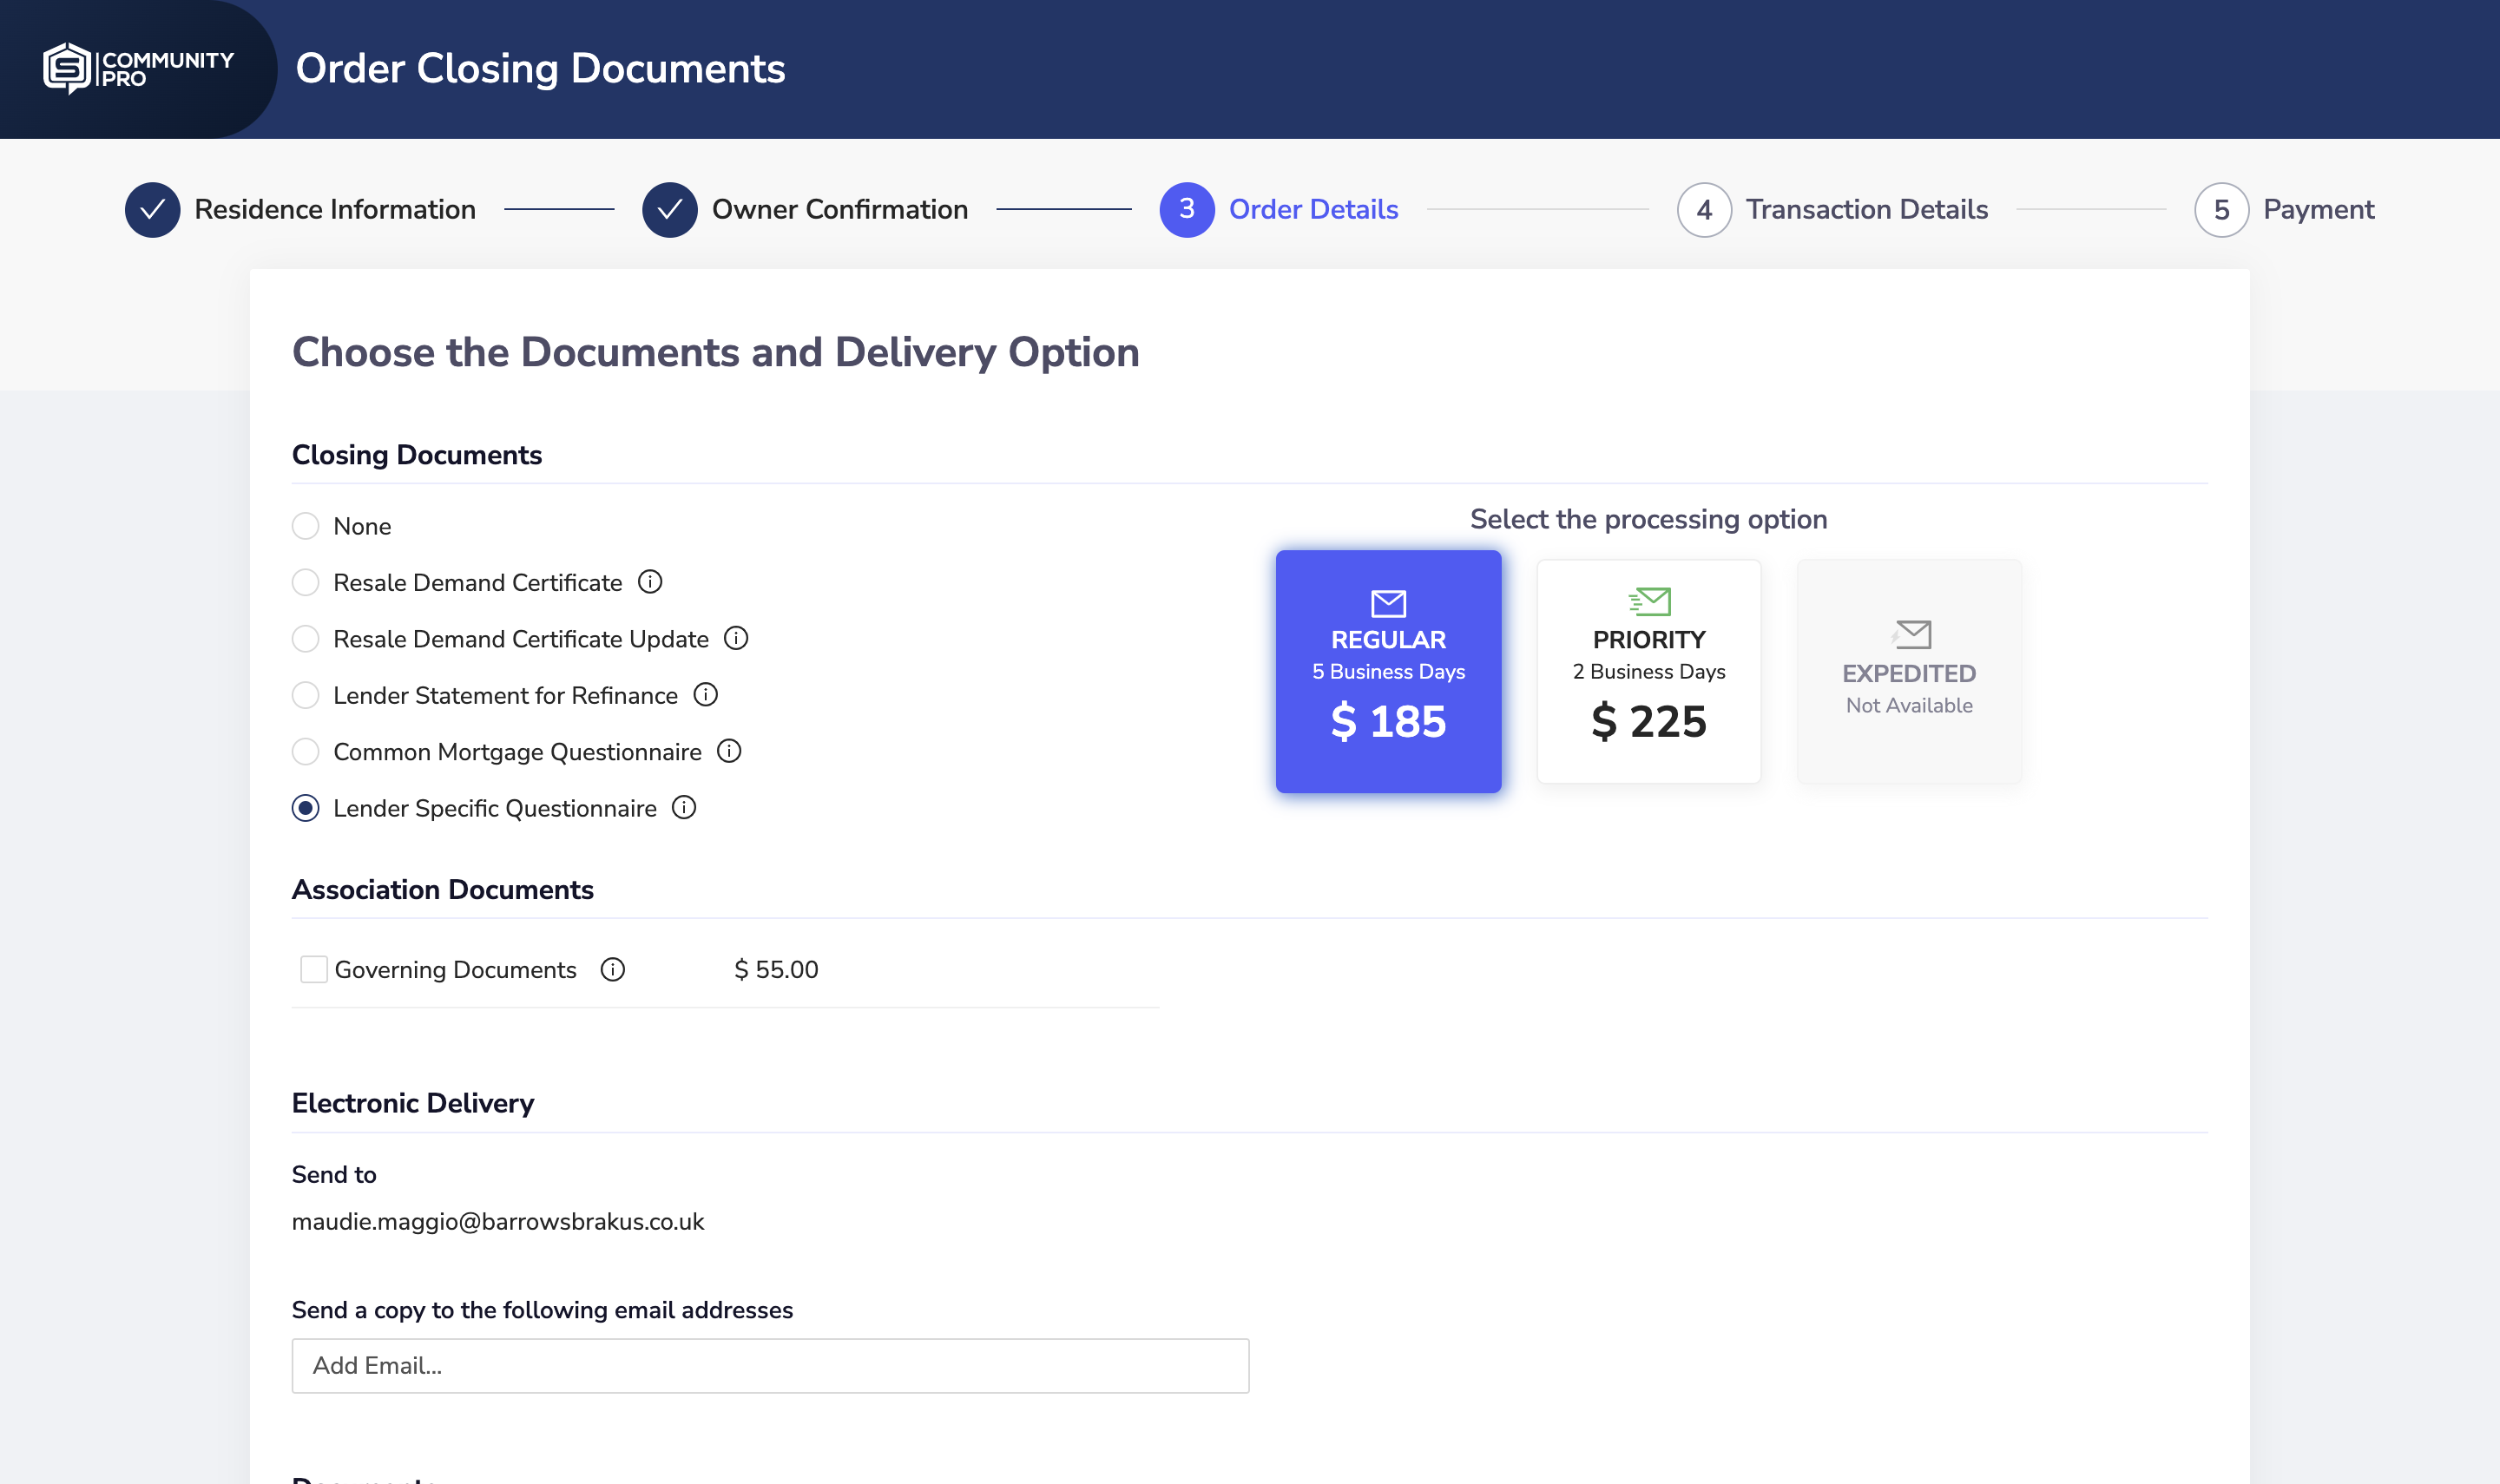 COMMUNITY
PRO
Order Closing Documents
Residence Information
Owner Confirmation
3 Order Details
4 Transaction Details
5 Payment
Choose the Documents and Delivery Option
Closing Documents
None
Resale Demand Certificate
Resale Demand Certificate Update
Lender Statement for Refinance
Common Mortgage Questionnaire
Lender Specific Questionnaire
Select the processing option
REGULAR
5 Business Days
$ 185
PRIORITY
2 Business Days
$ 225
EXPEDITED
Not Available
Association Documents
Governing Documents $ 55.00
Electronic Delivery
Send to
maudie.maggio@barrowsbrakus.co.uk
Send a copy to the following email addresses
Add Email...